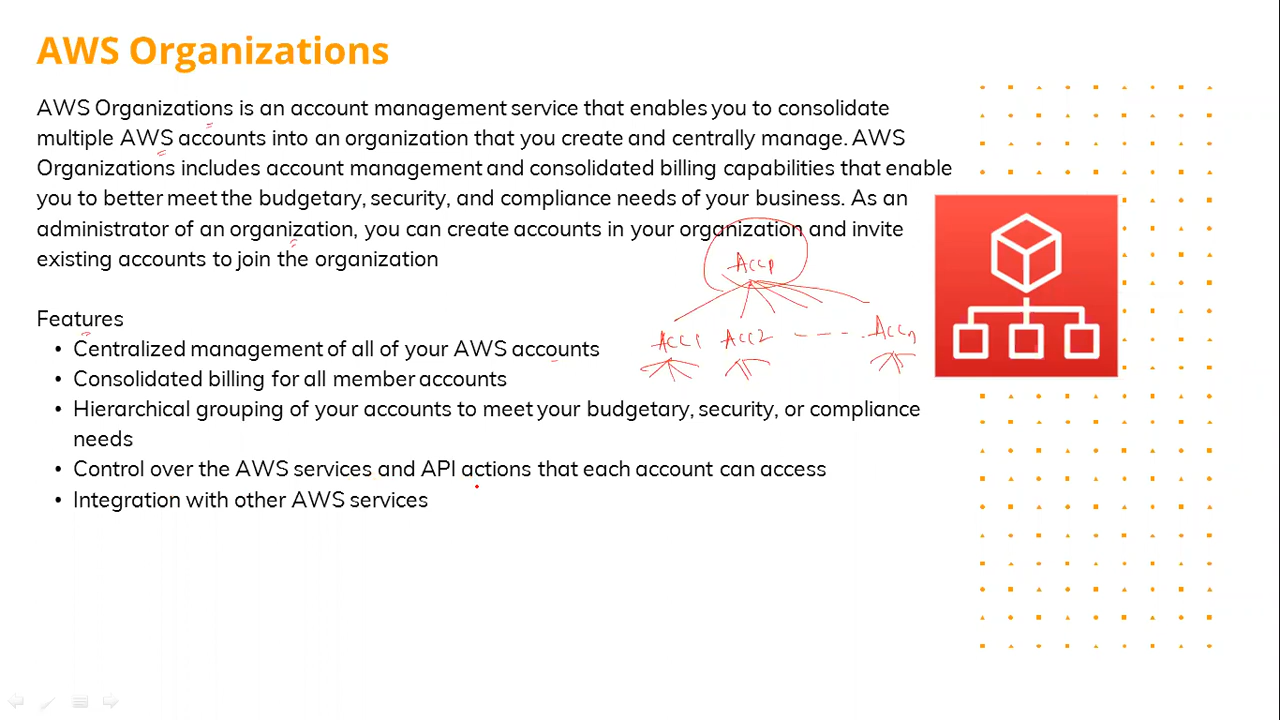 AWS Organizations
AWS Organizations is an account management service that enables you to consolidate
multiple AWS accounts into an organization that you create and centrally manage. AWS
Organizations includes account management and consolidated billing capabilities that enable
you to better meet the budgetary, security, and compliance needs of your business. As an
administrator of an organization, you can create accounts in your organization and invite
existing accounts to join the organization
Accp
Acc1 Acc2 - - - . Accn
Features
• Centralized management of all of your AWS accounts
• Consolidated billing for all member accounts
• Hierarchical grouping of your accounts to meet your budgetary, security, or compliance
needs
• Control over the AWS services and API actions that each account can access
• Integration with other AWS services